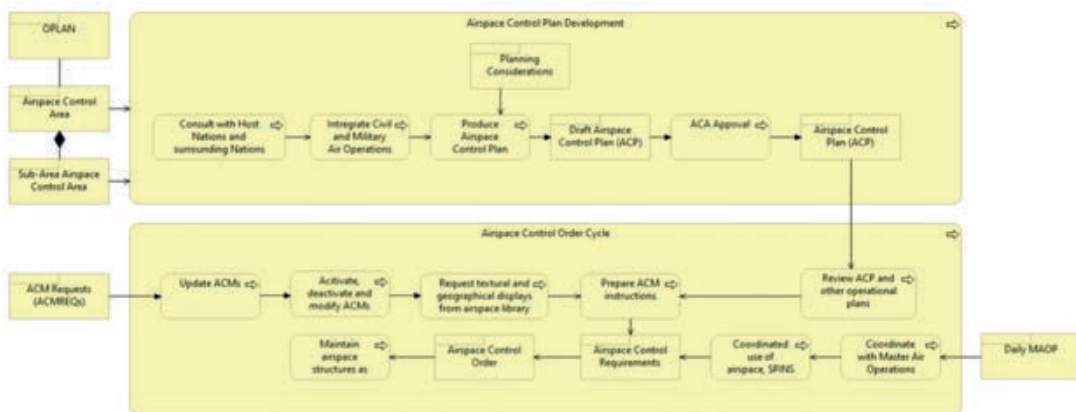 OPLAN
Airspace Control
Area
Sub-Area Airspace
Control Area
Airspace Control Plan Development
Planning
Considerations
Consult with Host
Nations and
surrounding Nations
Intregrate Civil
and Military
Air Operations
Produce
Airspace
Control Plan
Draft Airspace
Control Plan (ACP)
ACA Appoval
Airspace Control
Plan (ACP)
Airspace Control Order Cycle
ACM Requests
(ACMREQs)
Update ACMs
Acitivate,
deactivate and
modify ACMs
Request textural and
geographical displays
from airspace library
Prepare ACM
instructions
Review ACP and
other operational
plans
Maintain
airspace
structures as
Airspace Control
Order
Airspace Control
Requirements
Coordinated
use of
airspace, SPINS
Coordinate
with Master Air
Operations
Daily MAOP